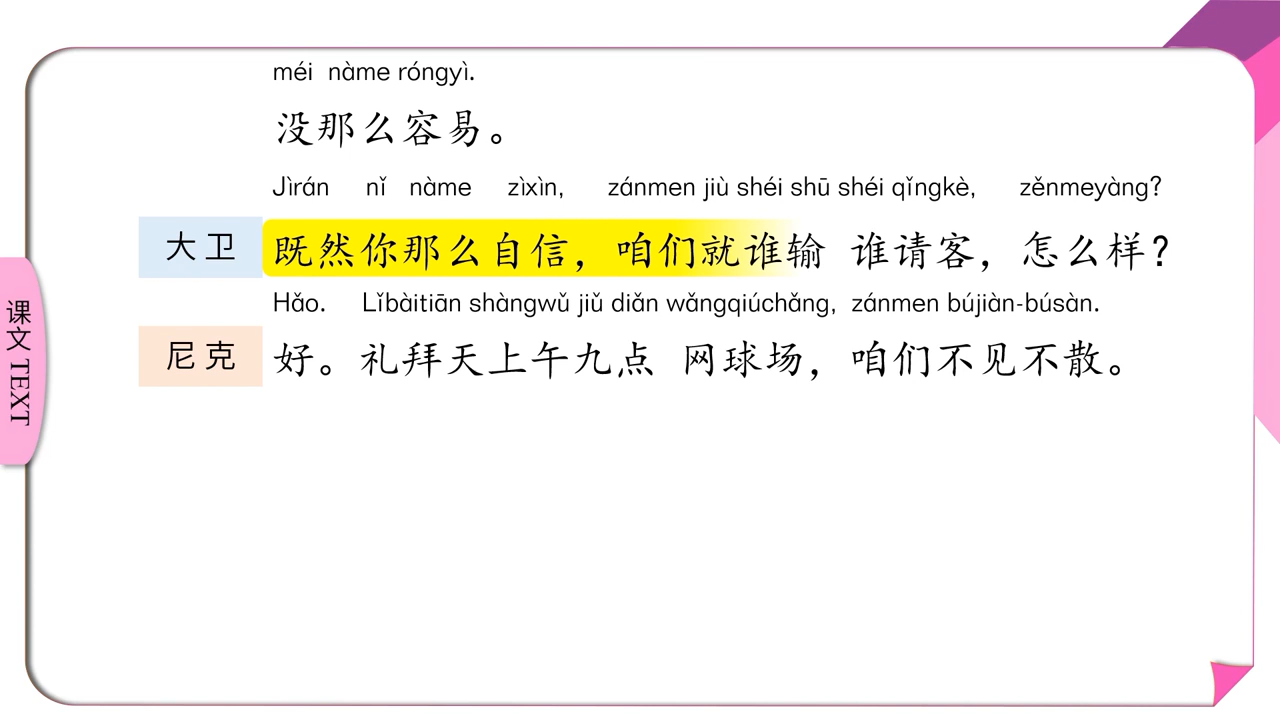 méi nàme róngyì.
没那么容易。
Jìrán nǐ nàme zìxìn, zánmen jiù shéi shū shéi qǐngkè, zěnmeyàng?
大卫 既然你那么自信，咱们就谁输 谁请客，怎么样？
Hǎo. Lǐbàitiān shàngwǔ jiǔ diǎn wǎngqiúchǎng, zánmen bújiàn-búsàn.
尼克 好。礼拜天上午九点 网球场，咱们不见不散。
课文 TEXT